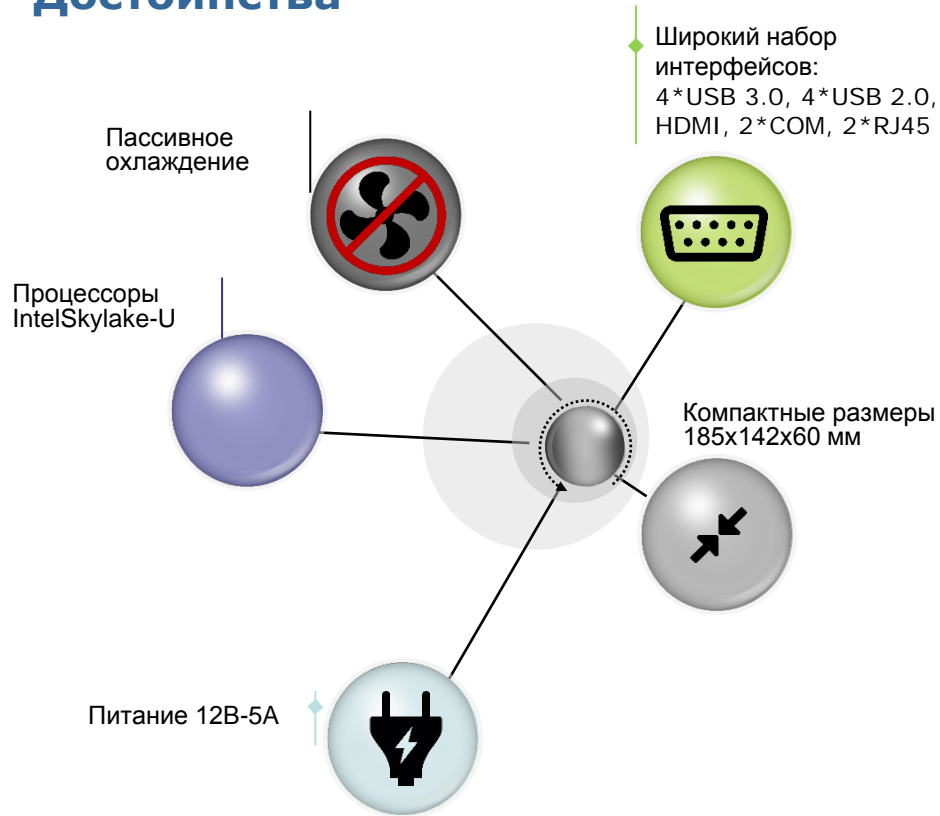 Достоинства
Широкий набор
интерфейсов:
4*USB 3.0, 4*USB 2.0,
HDMI, 2*COM, 2*RJ45
Пассивное
охлаждение
Процессоры
IntelSkylake-U
Компактные размеры
185x142x60 мм
Питание 12В-5А